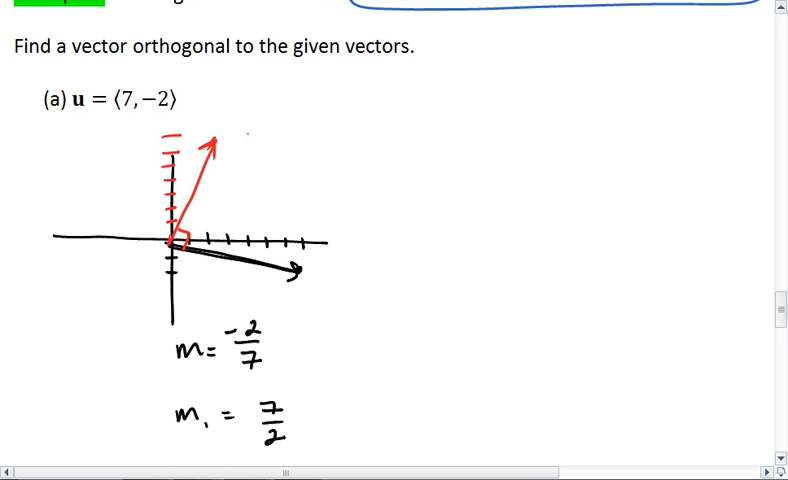 Find a vector orthogonal to the given vectors.
(a) u = ⟨7, −2⟩
m = -2/7
m₁ = 7/2